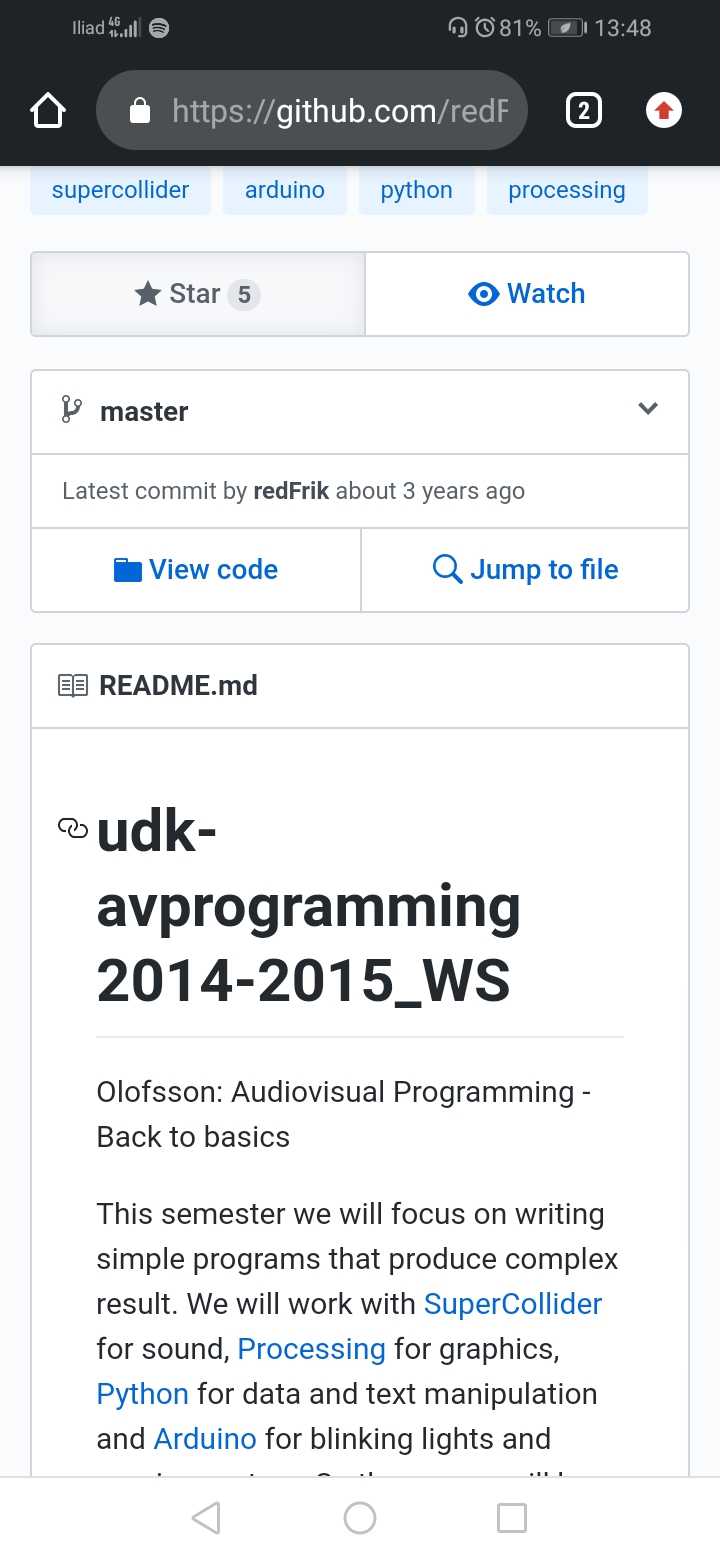 Iliad 4G 81% 13:48
https://github.com/redF
2
supercollider arduino python processing
Star 5 Watch
master
Latest commit by redFrik about 3 years ago
View code Jump to file
README.md
udk-
avprogramming
2014-2015_WS
Olofsson: Audiovisual Programming -
Back to basics
This semester we will focus on writing
simple programs that produce complex
result. We will work with SuperCollider
for sound, Processing for graphics,
Python for data and text manipulation
and Arduino for blinking lights and